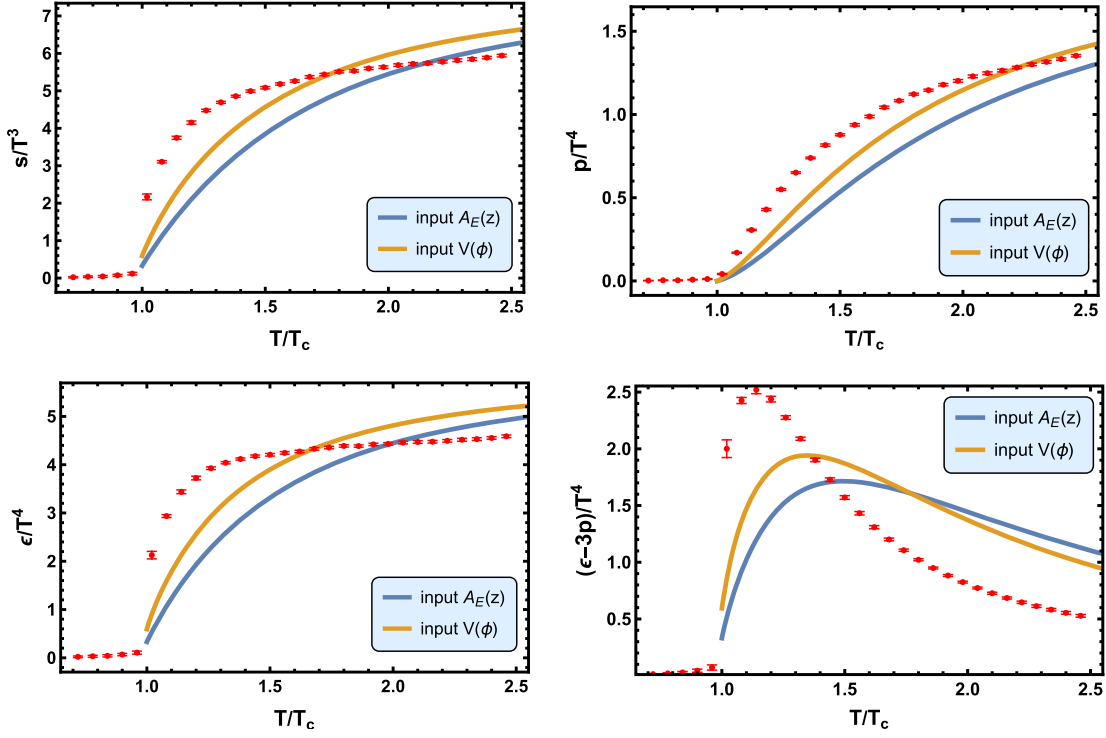 7
6
5
4
3
2
1
0
s/T³
input A_E(z)
input V(ϕ)
1.0 1.5 2.0 2.5
T/T_c
1.5
1.0
0.5
0.0
p/T⁴
input A_E(z)
input V(ϕ)
1.0 1.5 2.0 2.5
T/T_c
5
4
3
2
1
0
ϵ/T⁴
input A_E(z)
input V(ϕ)
1.0 1.5 2.0 2.5
T/T_c
2.5
2.0
1.5
1.0
0.5
(ϵ−3p)/T⁴
input A_E(z)
input V(ϕ)
1.0 1.5 2.0 2.5
T/T_c